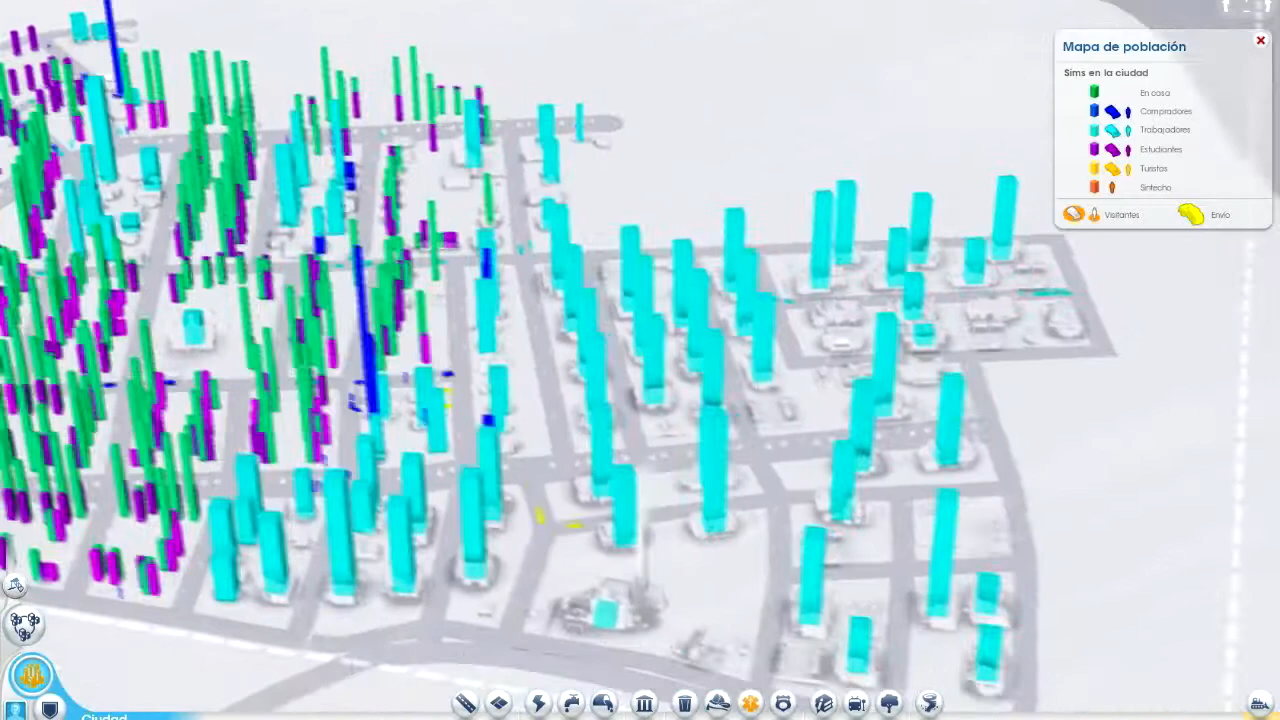 Mapa de población
Sims en la ciudad
En casa
Compradores
Trabajadores
Estudiantes
Turistas
Sintecho
Visitantes
Envío
Ciudad